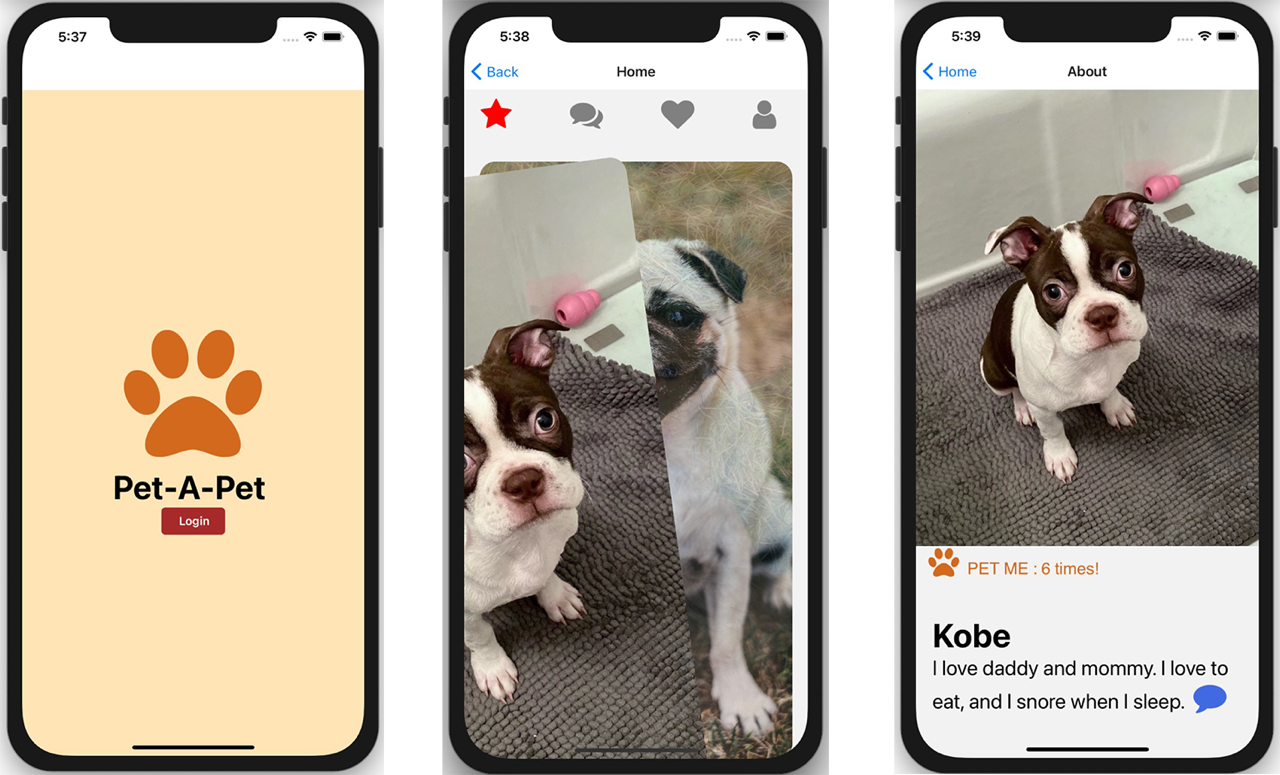 5:37
Pet-A-Pet
Login
5:38
Back
Home
5:39
Home
About
PET ME : 6 times!
Kobe
I love daddy and mommy. I love to
eat, and I snore when I sleep.